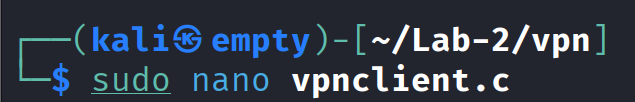 ┌──(kali㉿empty)-[~/Lab-2/vpn]
└─$ sudo nano vpnclient.c